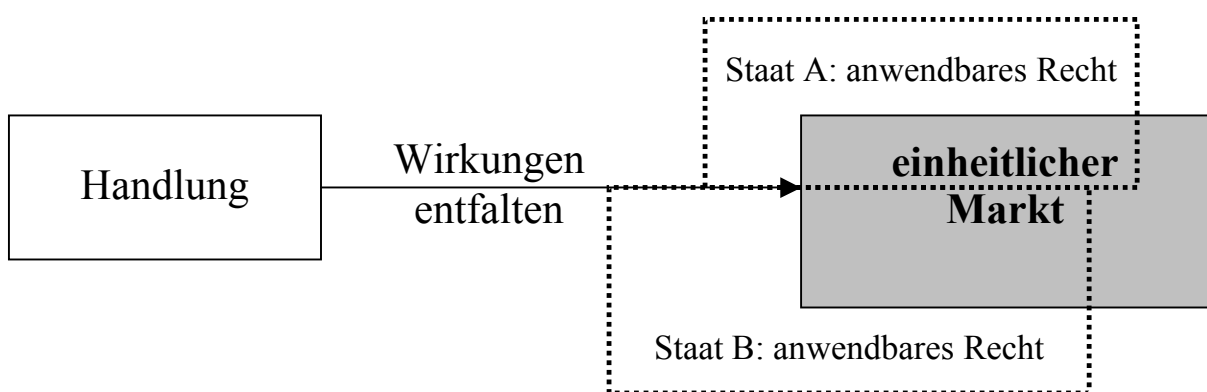 Staat A: anwendbares Recht
Handlung
Wirkungen
entfalten
einheitlicher
Markt
Staat B: anwendbares Recht